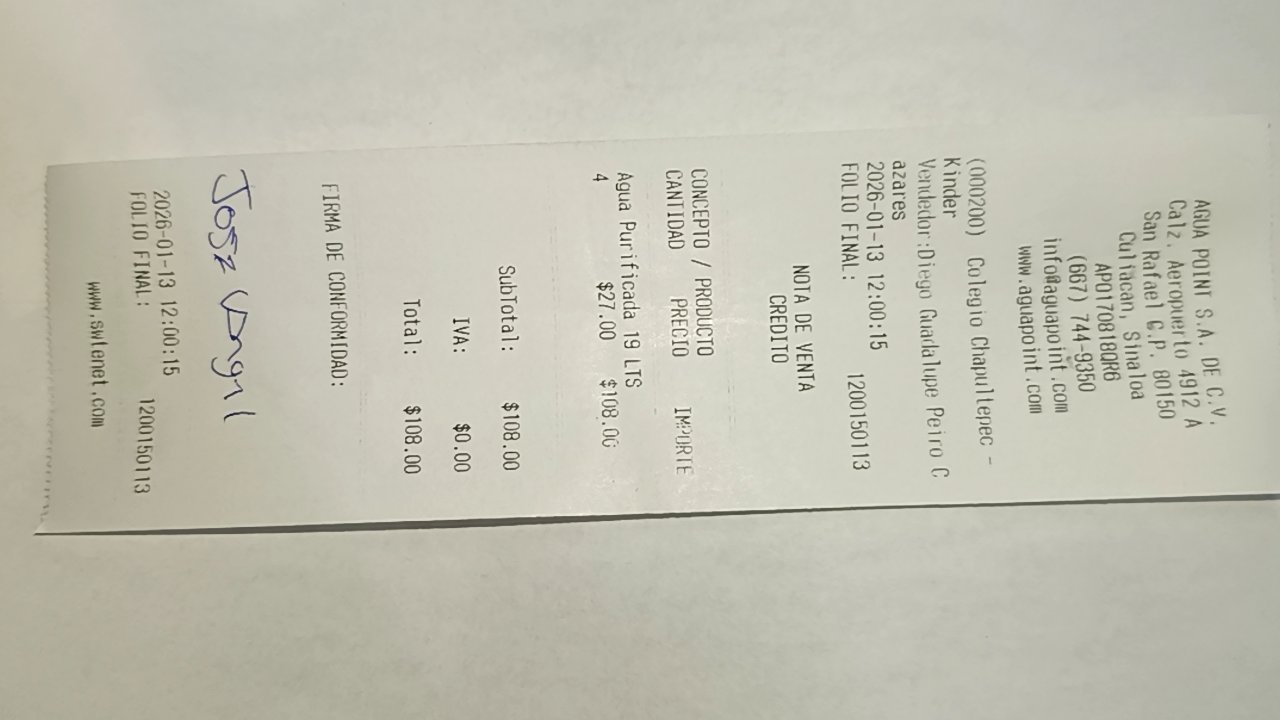 AGUA POINT S.A. DE C.V.
Calz. Aeropuerto 4912 A
San Rafael C.P. 80150
Culiacan, Sinaloa
APO170818QR6
(667) 744-9350
info@aguapoint.com
www.aguapoint.com
(000200) Colegio Chapultepec -
Kinder
Vendedor:Diego Guadalupe Peiro C
azares
2026-01-13 12:00:15
FOLIO FINAL: 1200150113
NOTA DE VENTA
CREDITO
CONCEPTO / PRODUCTO
CANTIDAD PRECIO IMPORTE
Agua Purificada 19 LTS
4 $27.00 $108.00
SubTotal: $108.00
IVA: $0.00
Total: $108.00
FIRMA DE CONFORMIDAD:
Jose
2026-01-13 12:00:15
FOLIO FINAL: 1200150113
www.swlenet.com